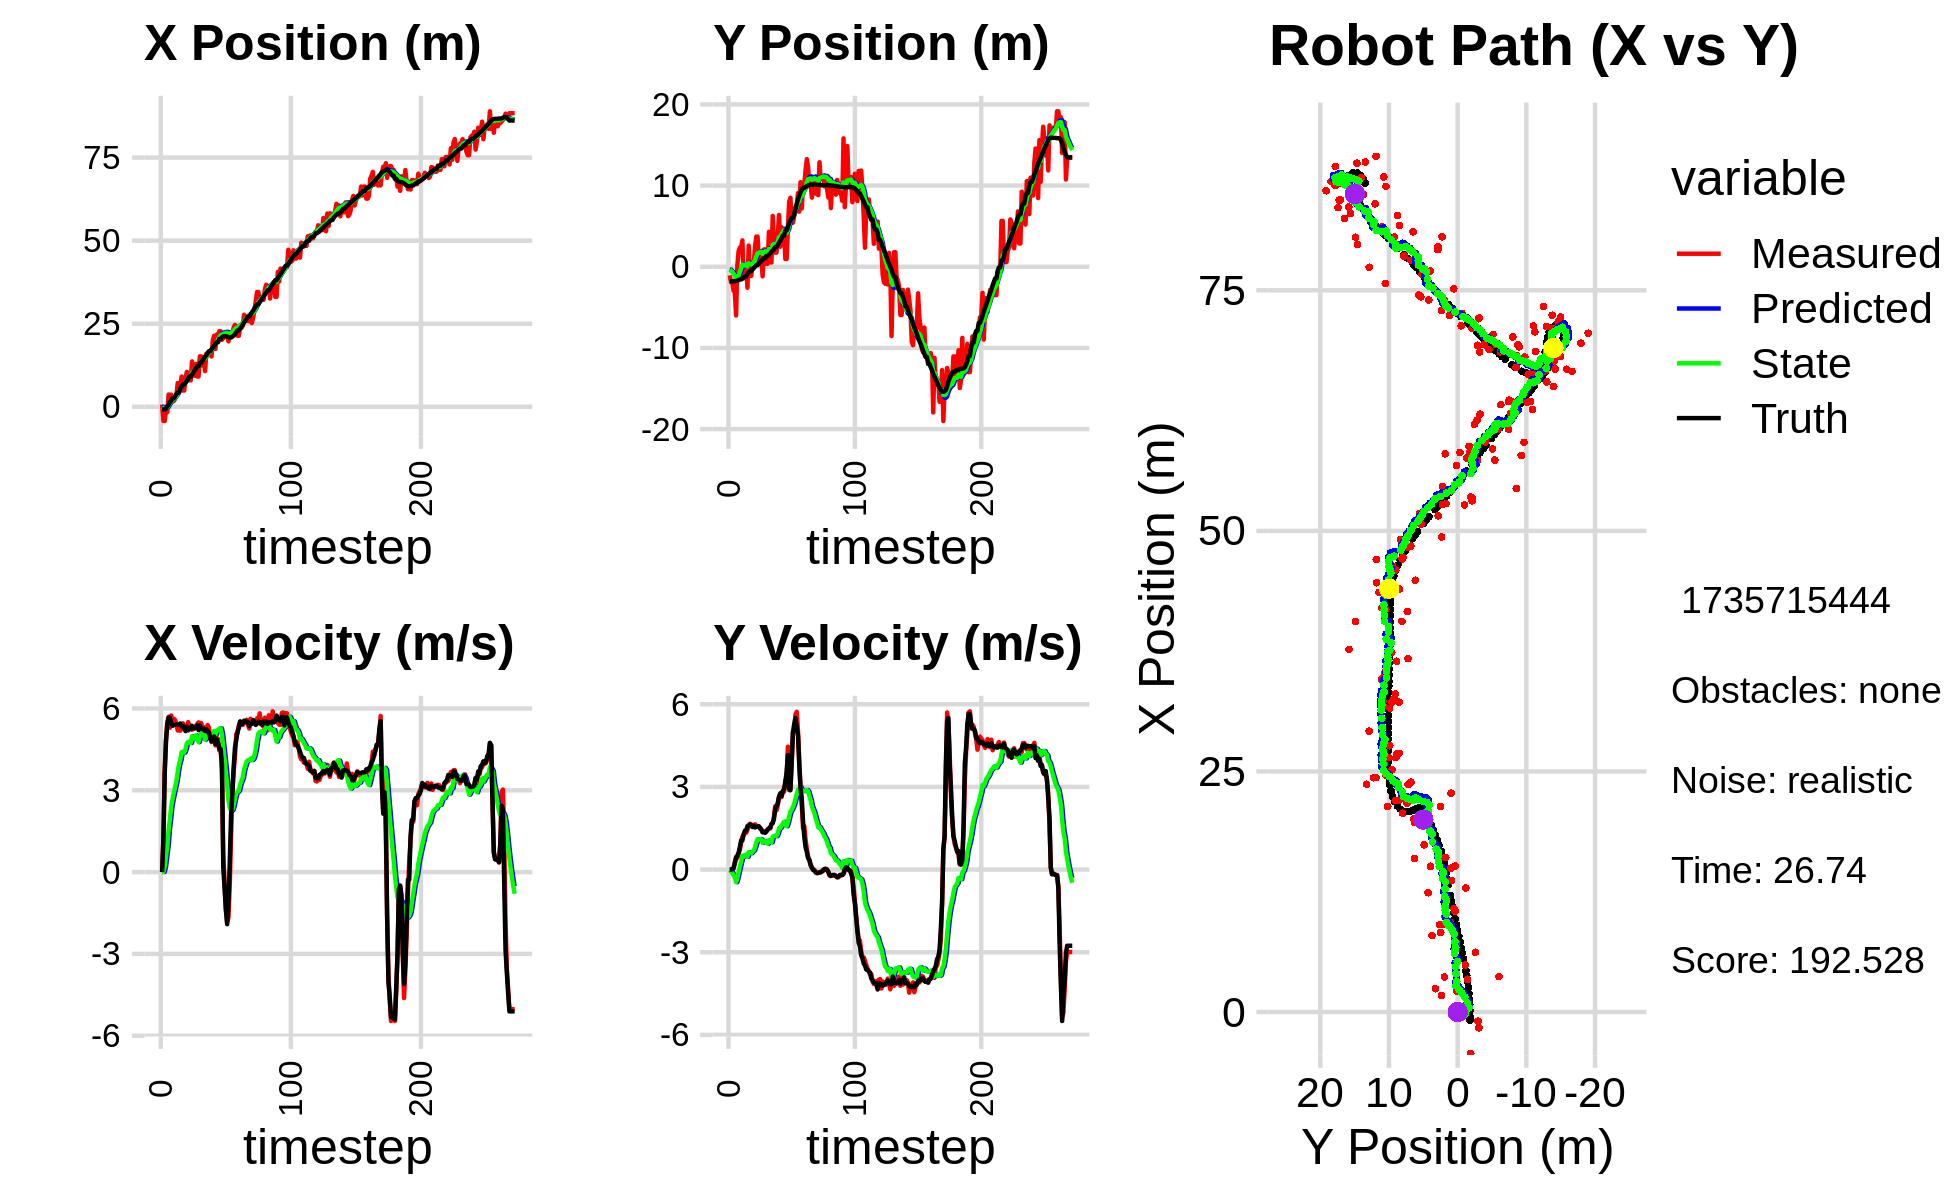 X Position (m)
75
50
25
0
0
100
200
timestep
Y Position (m)
20
10
0
-10
-20
0
100
200
timestep
X Velocity (m/s)
6
3
0
-3
-6
0
100
200
timestep
Y Velocity (m/s)
6
3
0
-3
-6
0
100
200
timestep
Robot Path (X vs Y)
X Position (m)
75
50
25
0
20 10 0 -10 -20
Y Position (m)
variable
Measured
Predicted
State
Truth
1735715444
Obstacles: none
Noise: realistic
Time: 26.74
Score: 192.528